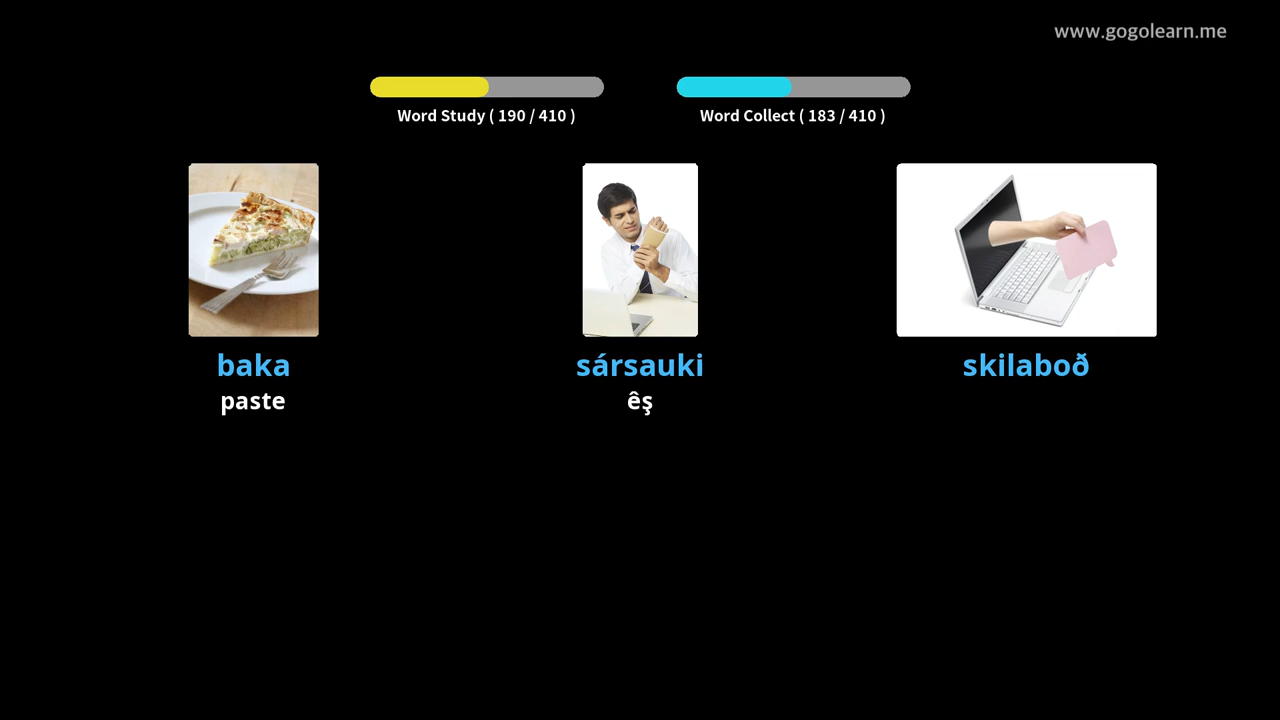 www.gogolearn.me
Word Study ( 190 / 410 )
Word Collect ( 183 / 410 )
baka
paste
sársauki
êş
skilaboð